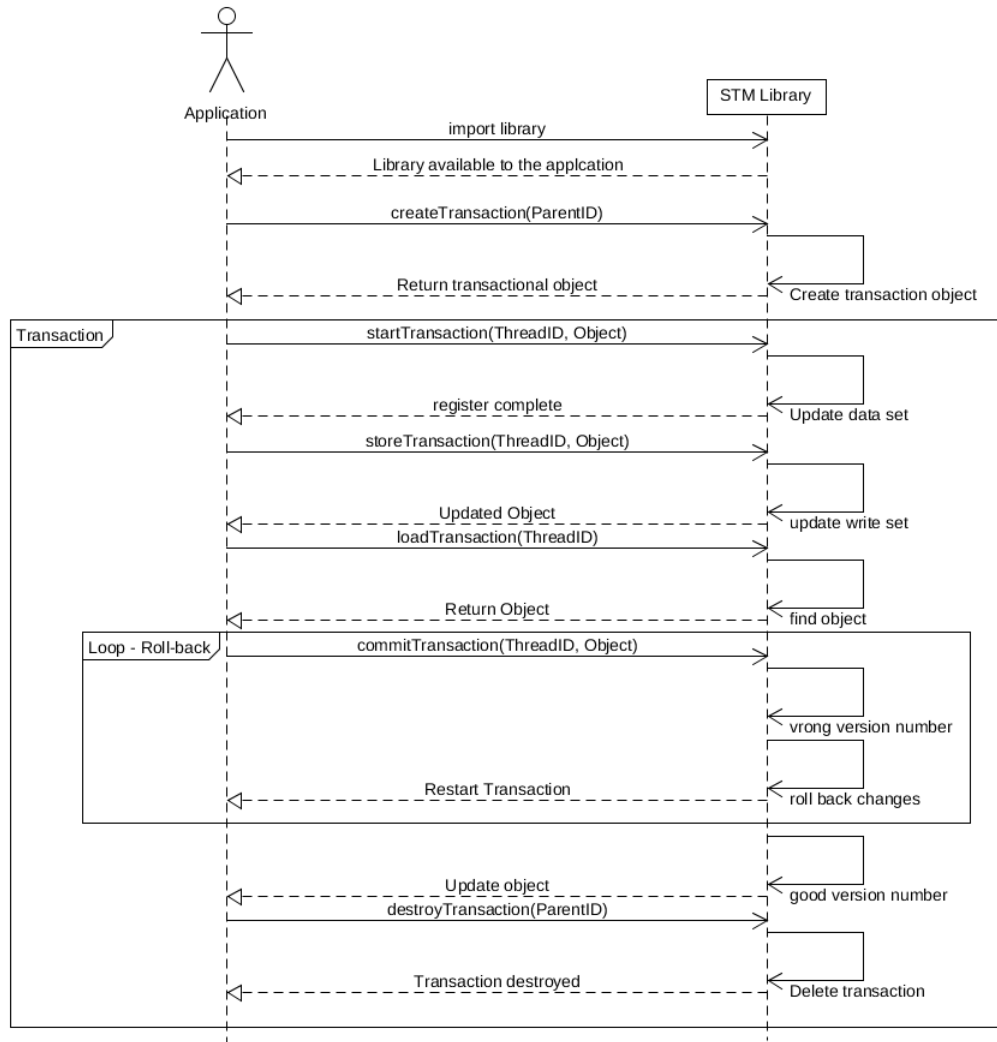 STM Library
Application
import library
Library available to the applcation
createTransaction(ParentID)
Return transactional object
Create transaction object
Transaction
startTransaction(ThreadID, Object)
register complete
Update data set
storeTransaction(ThreadID, Object)
Updated Object
update write set
loadTransaction(ThreadID)
Return Object
find object
Loop - Roll-back
commitTransaction(ThreadID, Object)
vrong version number
Restart Transaction
roll back changes
Update object
good version number
destroyTransaction(ParentID)
Transaction destroyed
Delete transaction